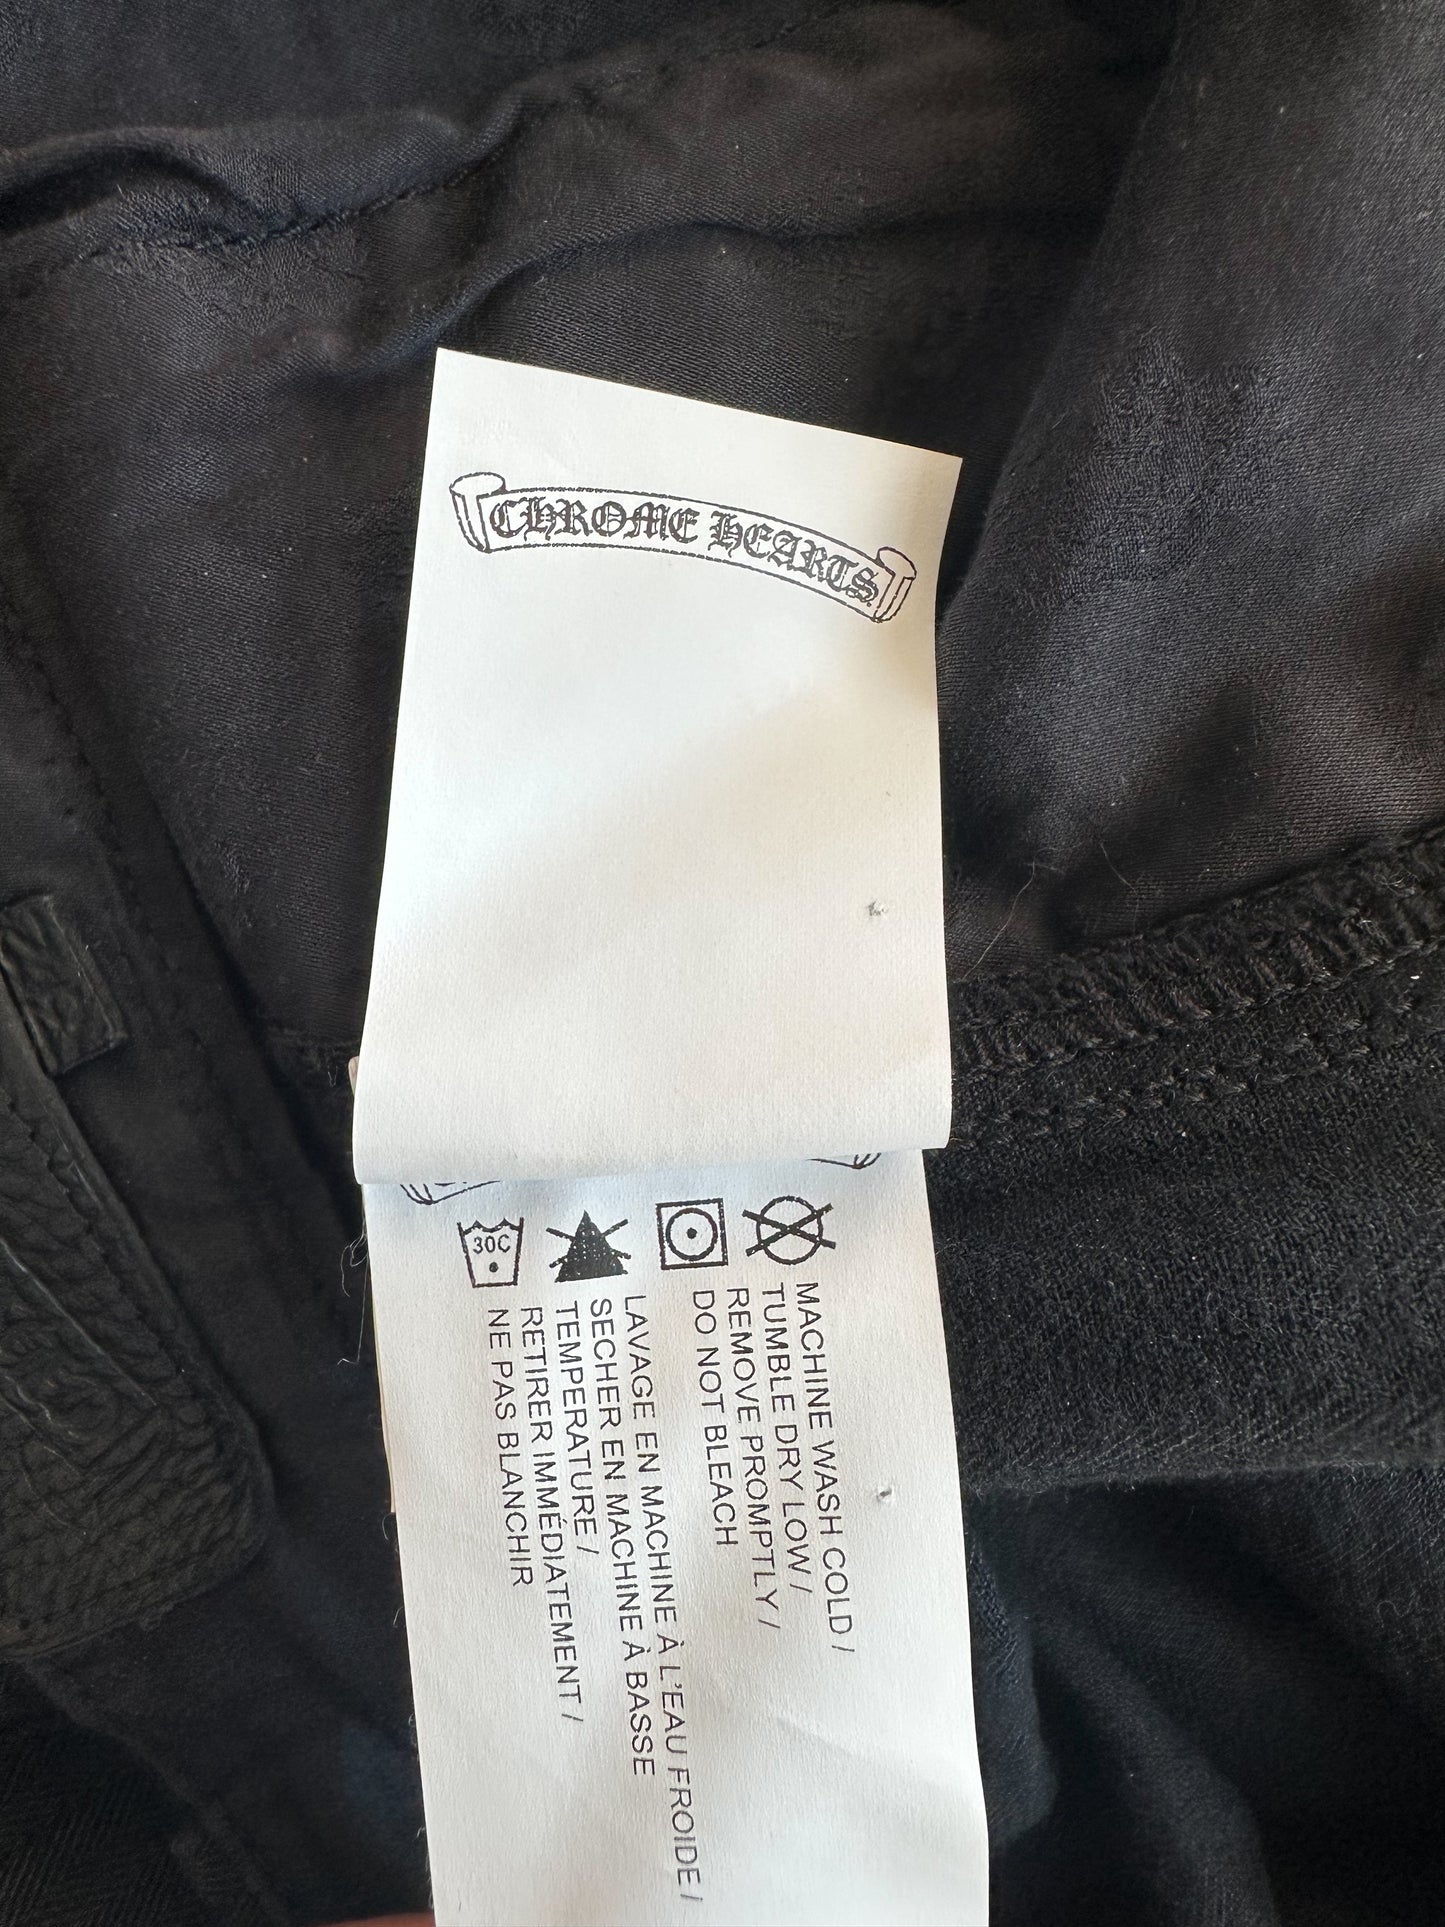 CHROME HEARTS
30C
MACHINE WASH COLD /
TUMBLE DRY LOW /
REMOVE PROMPTLY /
DO NOT BLEACH
LAVAGE EN MACHINE À L'EAU FROIDE /
SECHER EN MACHINE À BASSE
TEMPERATURE /
RETIRER IMMÉDIATEMENT /
NE PAS BLANCHIR